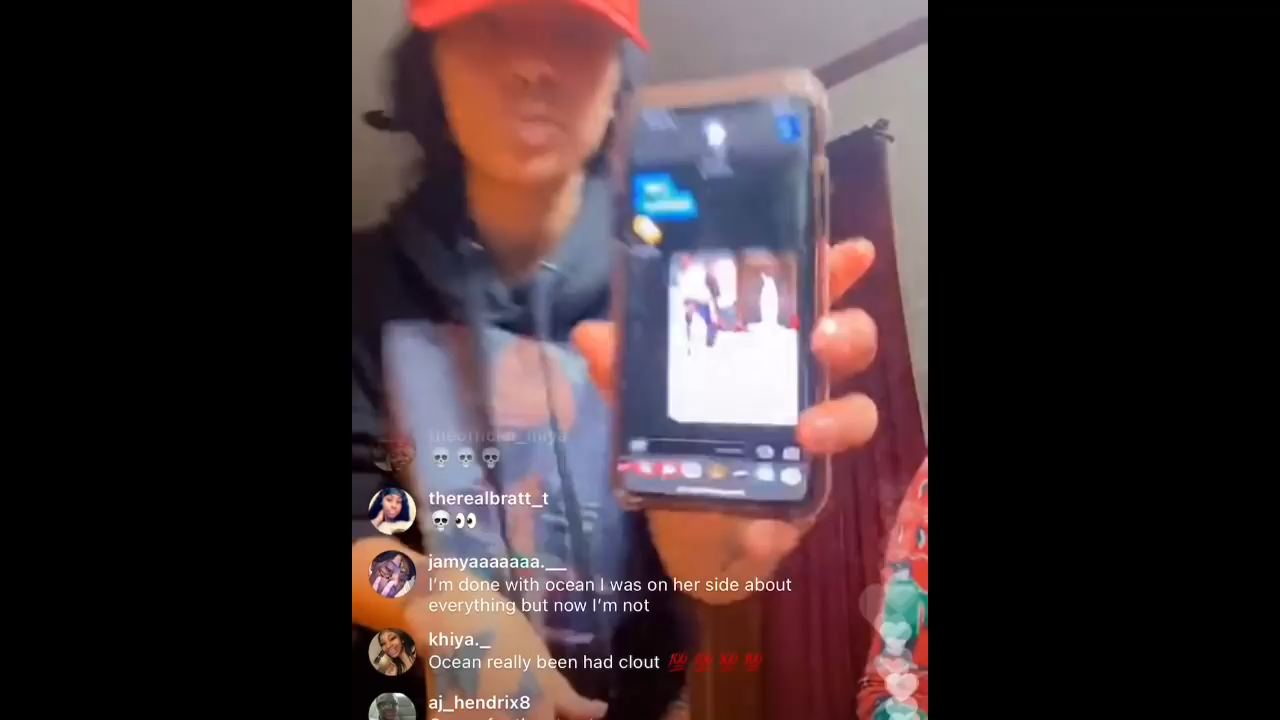 therealbratt_t
💀👀
jamyaaaaaaa.__
I'm done with ocean I was on her side about
everything but now I'm not
khiya._
Ocean really been had clout 💯 💯 💯 💯
aj_hendrix8